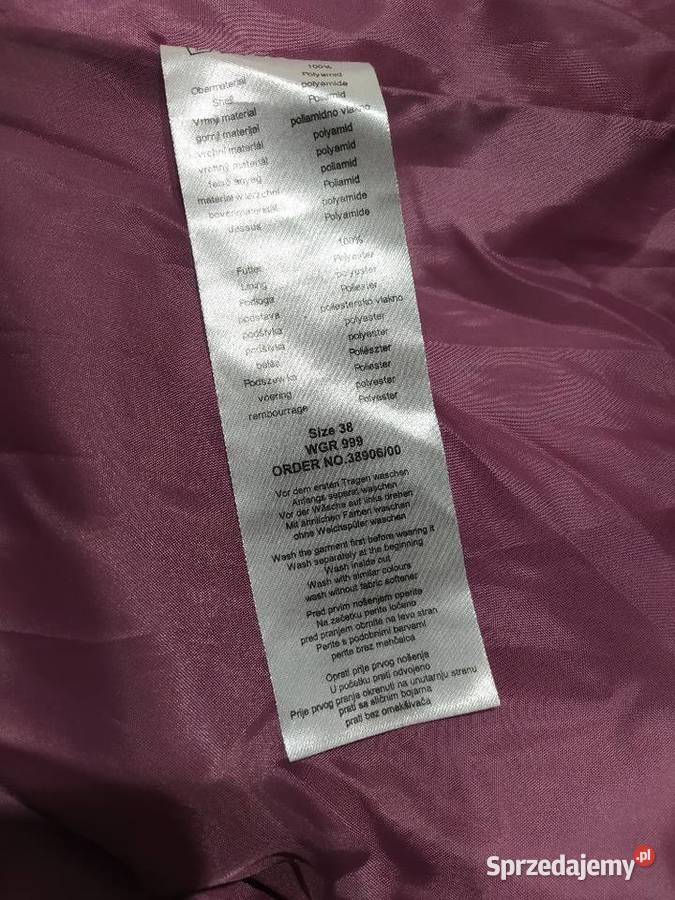 100%
Obermaterial Polyamid
Shell polyamide
Vrhnji material Poliamid
gornji materijal poliamidno vlakno
vrchní materiál polyamid
vrchný materiál polyamid
felső anyag poliamid
materiał wierzchni Poliamid
bovenmateriaal polyamide
dessus Polyamide
100%
Futter Polyester
Lining polyester
Podloga Poliester
postava poliestersko vlakno
podšívka polyester
podšívka polyester
bélés Poliészter
Podszewka Poliester
voering polyester
rembourrage Polyester
Size 38
WGR 999
ORDER NO.38906/00
Vor dem ersten Tragen waschen
Anfangs separat waschen
Vor der Wäsche auf links drehen
Mit ähnlichen Farben waschen
ohne Weichspüler waschen
Wash the garment first before wearing it
Wash separately at the beginning
Wash inside out
Wash with similar colours
wash without fabric softener
Pred prvim nošenjem operite
Na začetku perite ločeno
pred pranjem obrnite na levo stran
Perite s podobnimi barvami
perite brez mehčalca
Oprati prije prvog nošenja
U početku prati odvojeno
Prije prvog pranja okrenuti na unutarnju stranu
prati sa sličnim bojama
prati bez omekšivača
Sprzedajemy.pl